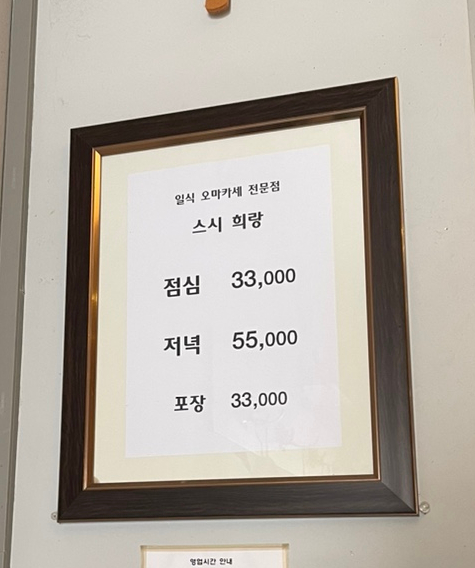 일식 오마카세 전문점
스시 희랑
점심 33,000
저녁 55,000
포장 33,000
영업시간 안내